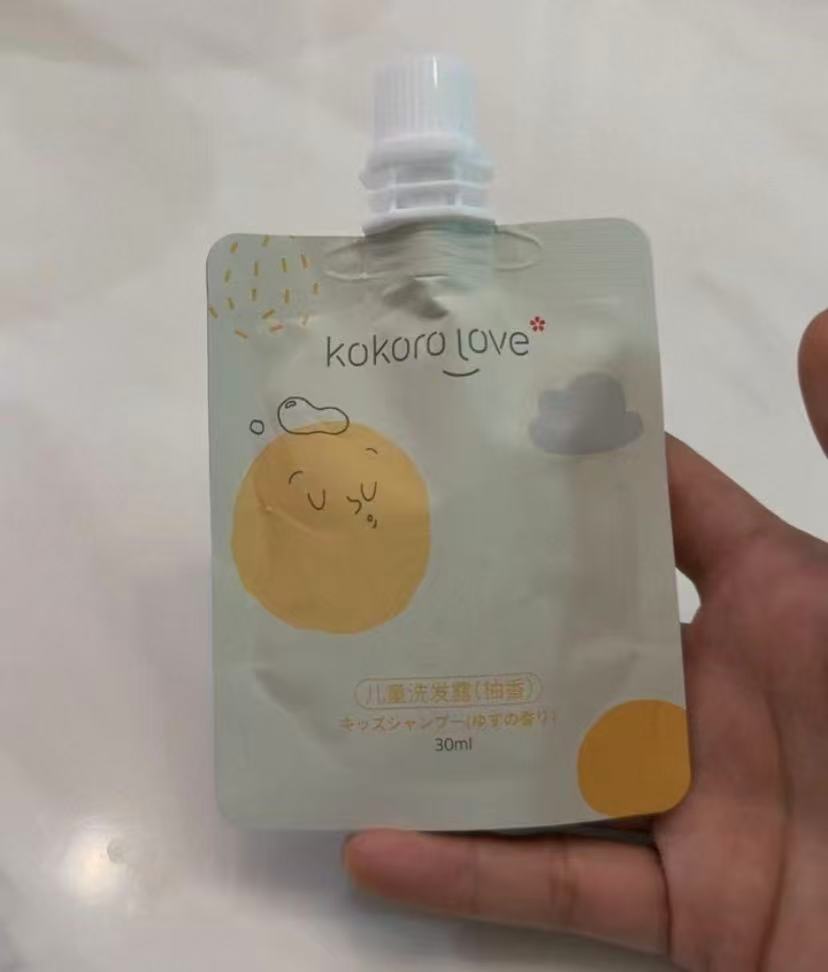 kokoro love
儿童洗发露(柚香)
キッズシャンプー(ゆずの香り)
30ml